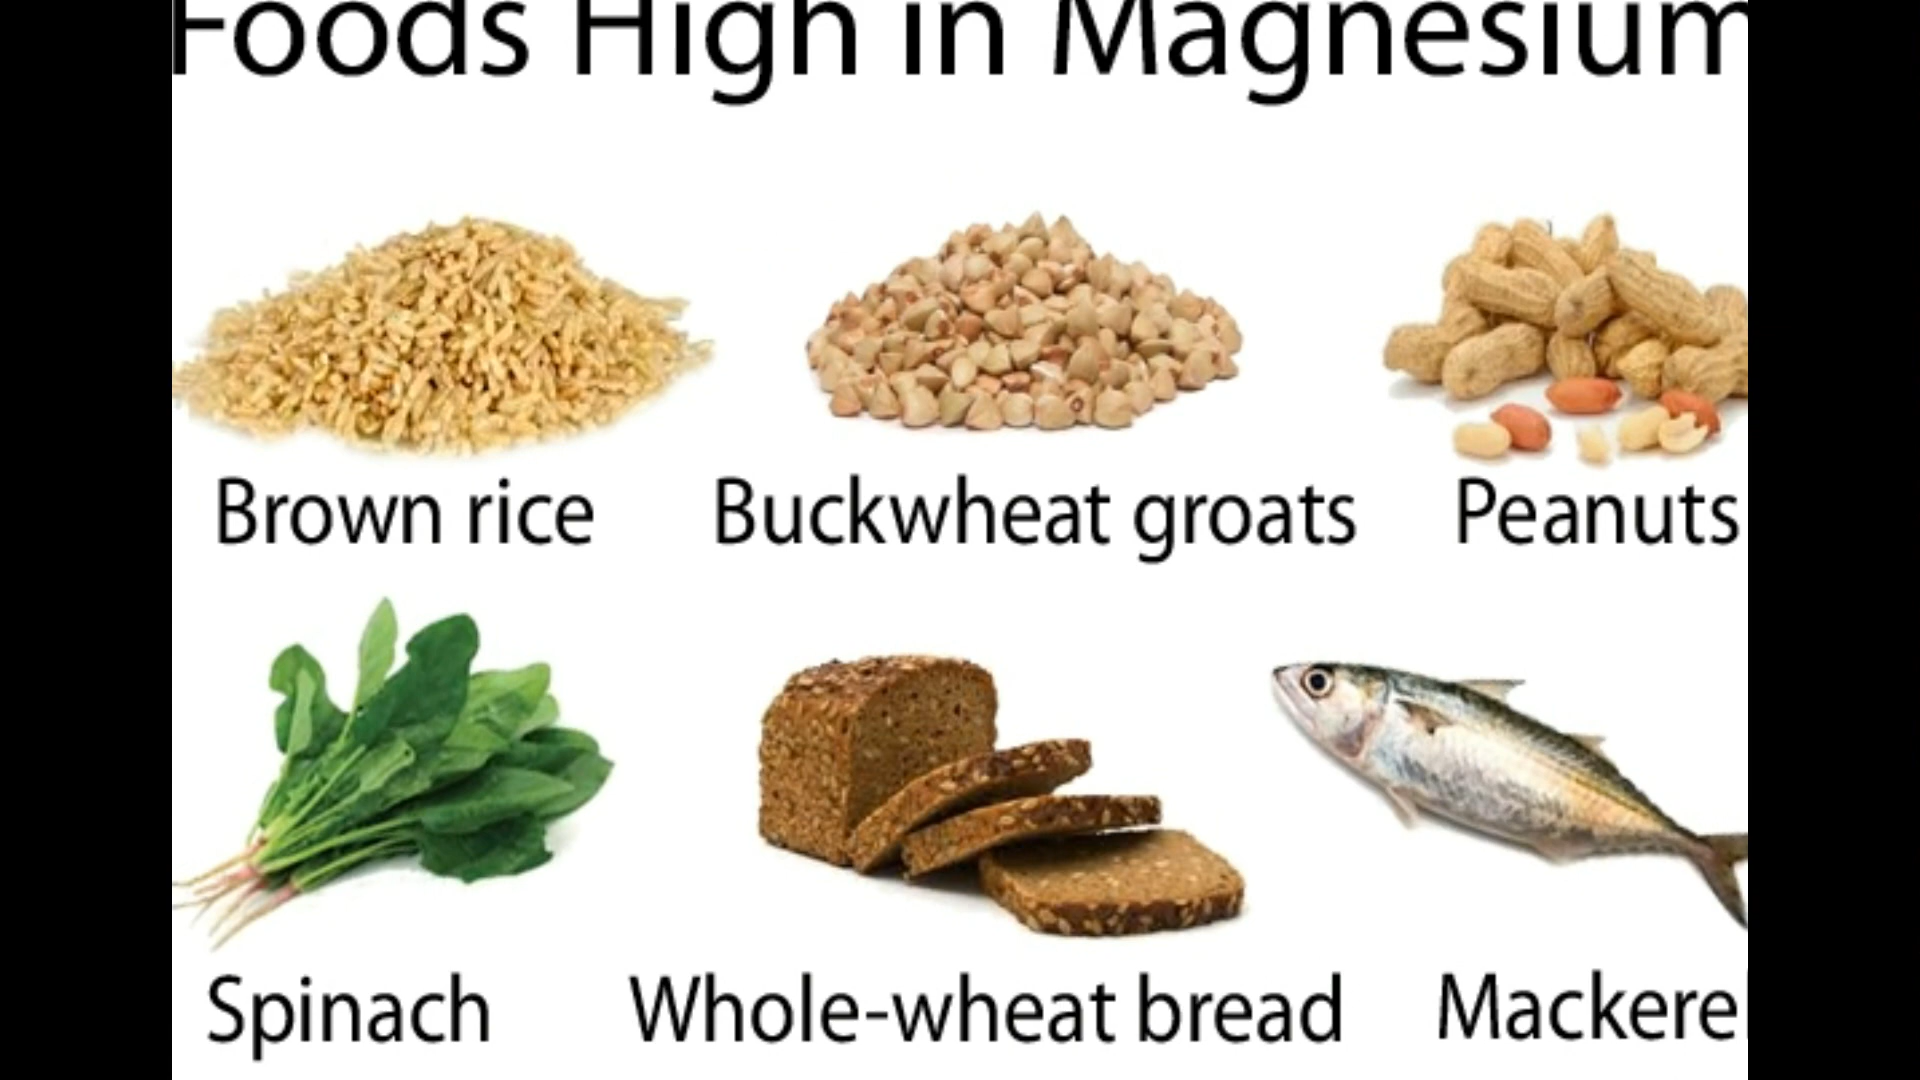 Foods High in Magnesium
Brown rice
Buckwheat groats
Peanuts
Spinach
Whole-wheat bread
Mackerel